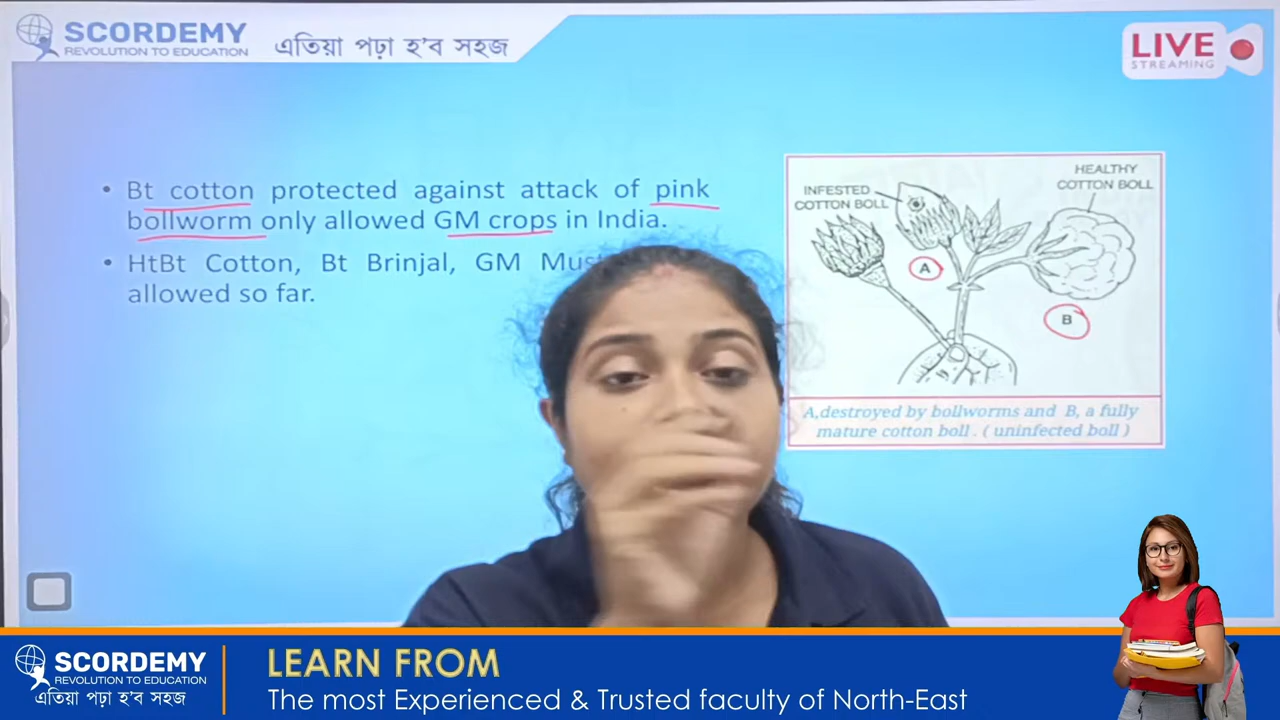 SCORDEMY
REVOLUTION TO EDUCATION
এতিয়া পঢ়া হ'ব সহজ
LIVE
STREAMING
• Bt cotton protected against attack of pink
bollworm only allowed GM crops in India.
• HtBt Cotton, Bt Brinjal, GM
allowed so far.
INFESTED
COTTON BOLL
HEALTHY
COTTON BOLL
A
B
A,destroyed by bollworms and B, a fully
mature cotton boll . ( uninfected boll )
SCORDEMY
REVOLUTION TO EDUCATION
এতিয়া পঢ়া হ'ব সহজ
LEARN FROM
The most Experienced & Trusted faculty of North-East